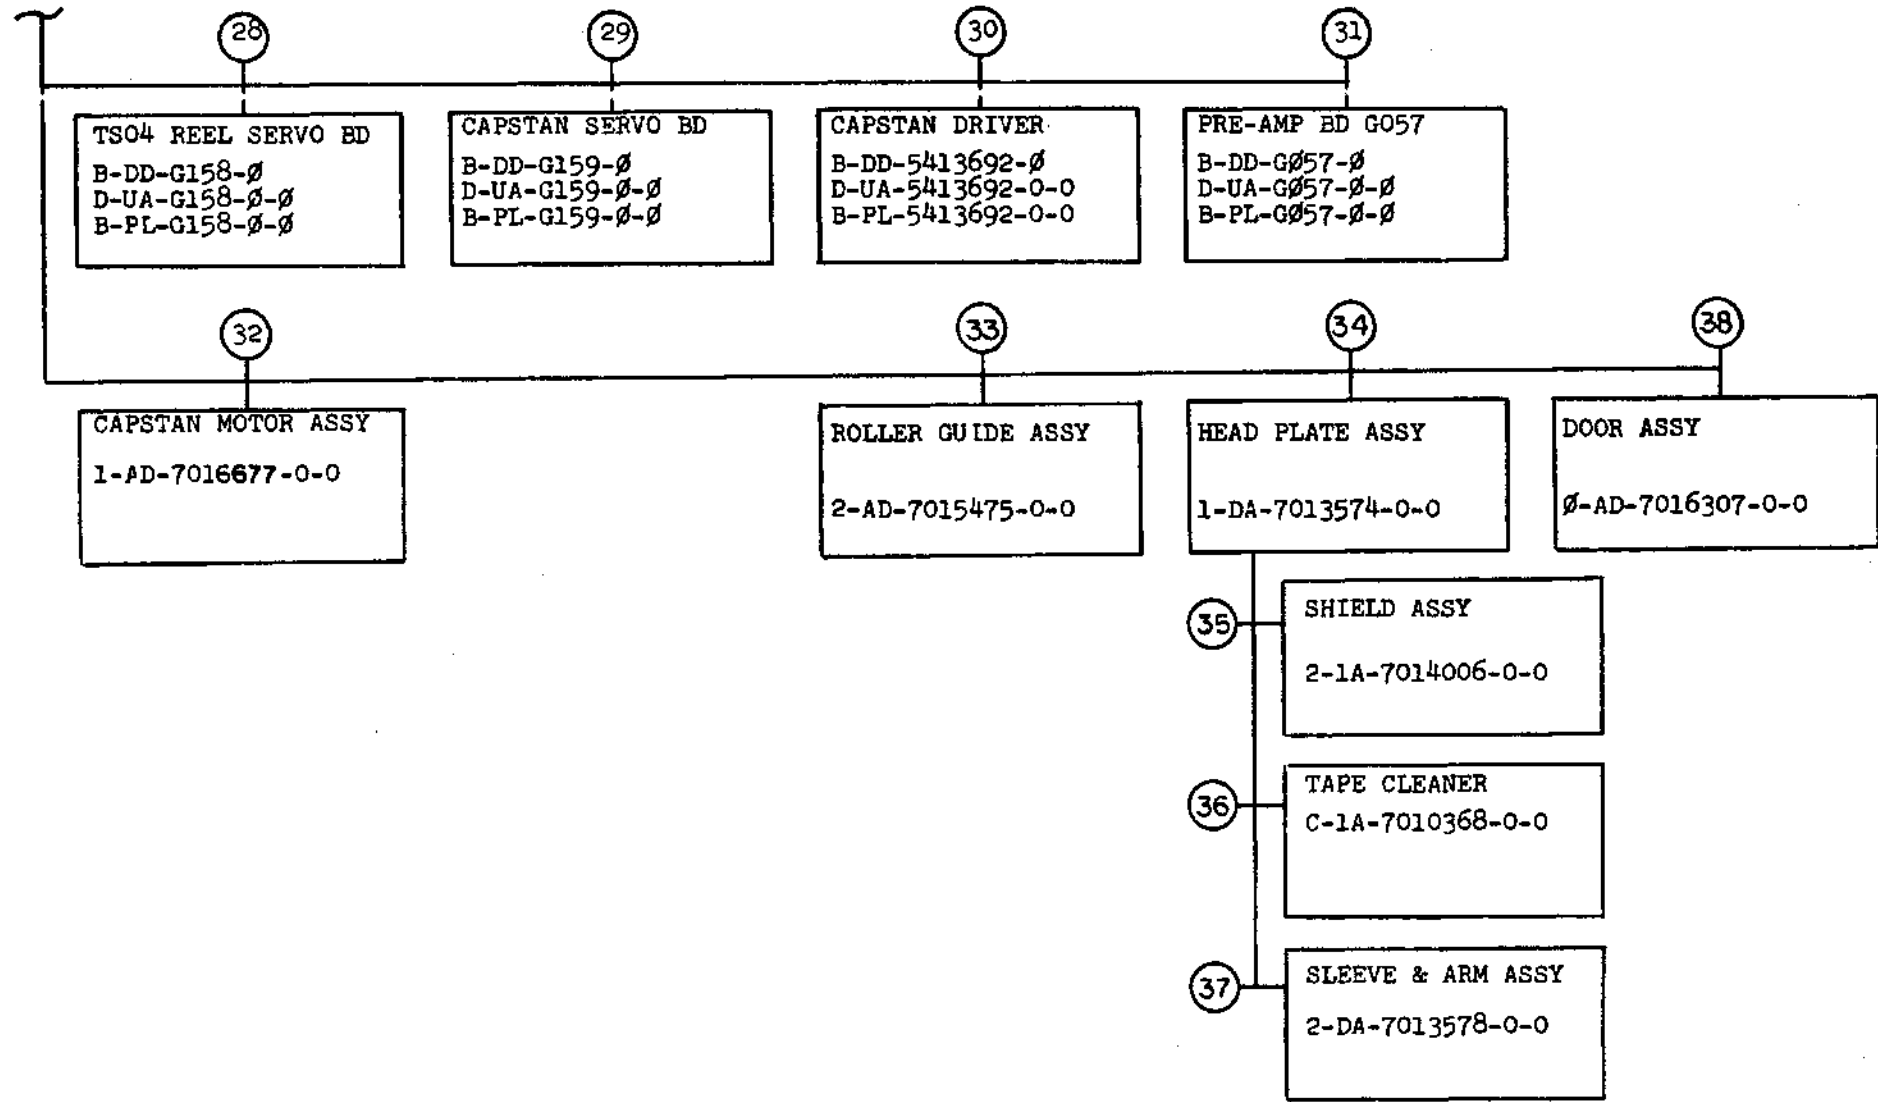 28
29
30
31
TS04 REEL SERVO BD
B-DD-G158-Ø
D-UA-G158-Ø-Ø
B-PL-G158-Ø-Ø
CAPSTAN SERVO BD
B-DD-G159-Ø
D-UA-G159-Ø-Ø
B-PL-G159-Ø-Ø
CAPSTAN DRIVER
B-DD-5413692-Ø
D-UA-5413692-0-0
B-PL-5413692-0-0
PRE-AMP BD G057
B-DD-GØ57-Ø
D-UA-GØ57-Ø-Ø
B-PL-GØ57-Ø-Ø
32
33
34
38
CAPSTAN MOTOR ASSY
1-AD-7016677-0-0
ROLLER GUIDE ASSY
2-AD-7015475-0-0
HEAD PLATE ASSY
1-DA-7013574-0-0
DOOR ASSY
Ø-AD-7016307-0-0
35
SHIELD ASSY
2-1A-7014006-0-0
36
TAPE CLEANER
C-1A-7010368-0-0
37
SLEEVE & ARM ASSY
2-DA-7013578-0-0